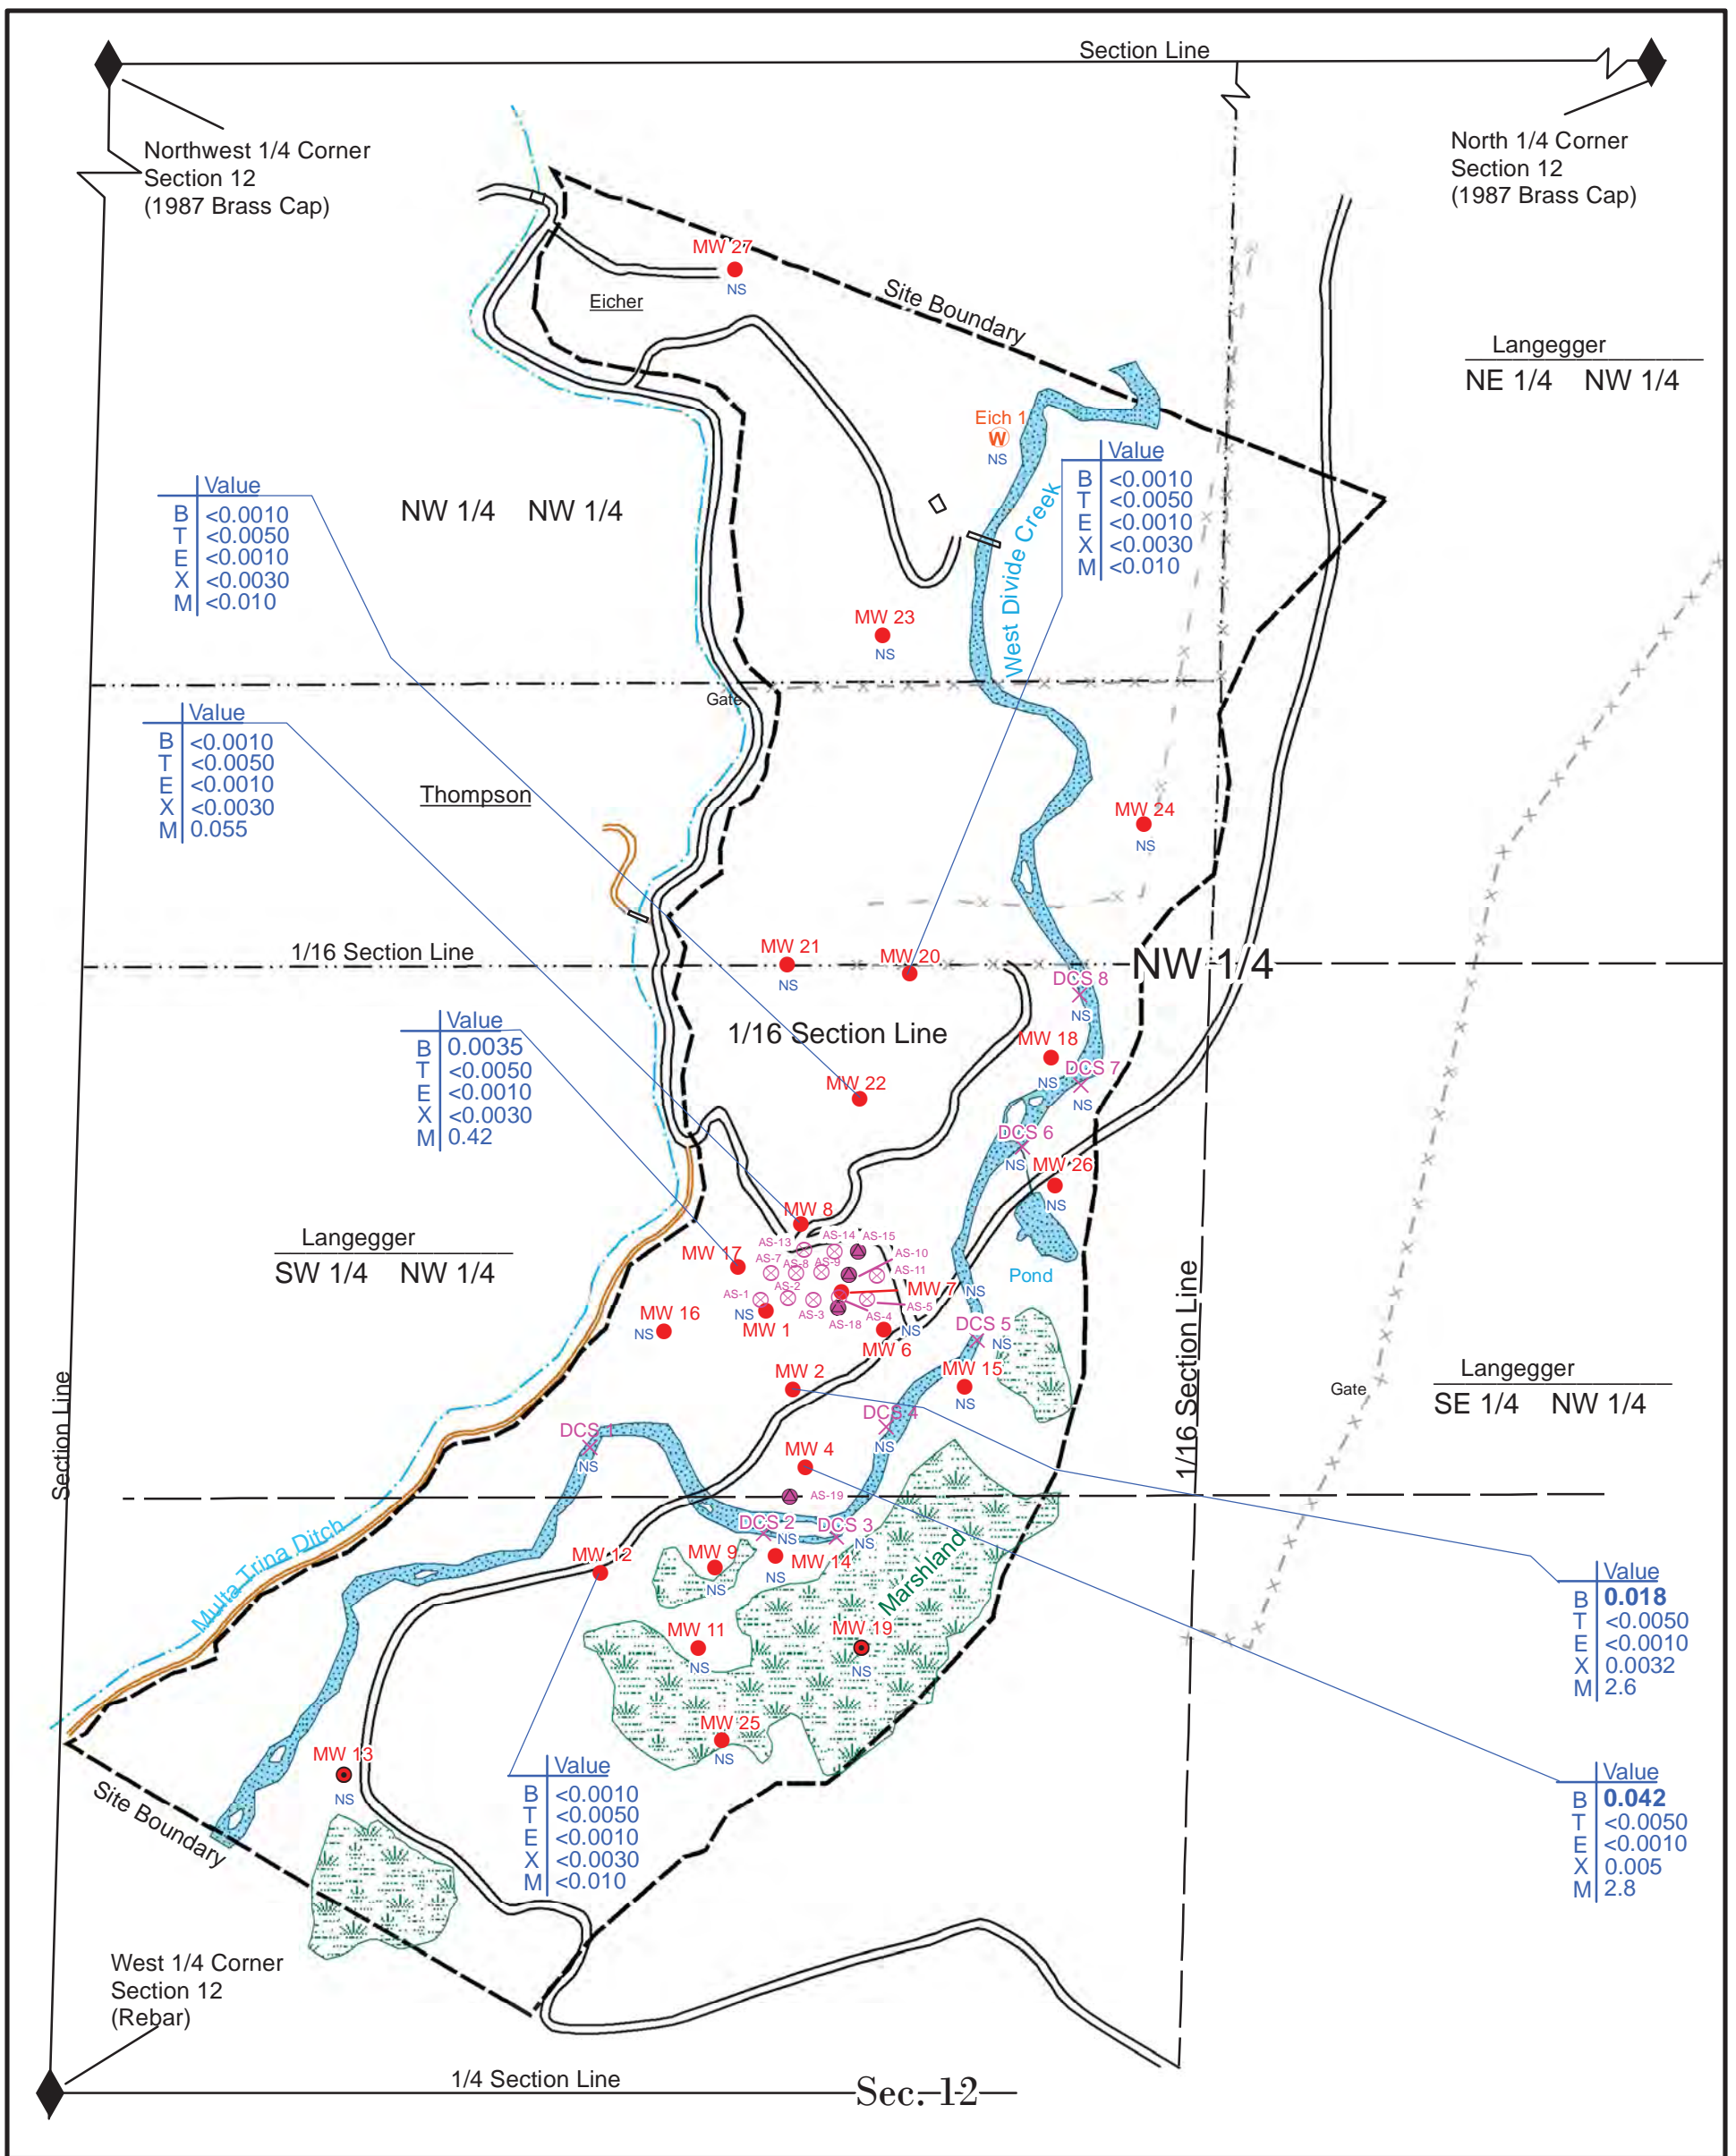 Section Line
Northwest 1/4 Corner
Section 12
(1987 Brass Cap)
North 1/4 Corner
Section 12
(1987 Brass Cap)
MW 27
NS
Eicher
Site Boundary
Langegger
NE 1/4 NW 1/4
Eich 1
W
NS
Value
B <0.0010
T <0.0050
E <0.0010
X <0.0030
M <0.010
West Divide Creek
Value
B <0.0010
T <0.0050
E <0.0010
X <0.0030
M <0.010
NW 1/4 NW 1/4
MW 23
NS
Gate
Value
B <0.0010
T <0.0050
E <0.0010
X <0.0030
M 0.055
Thompson
MW 24
NS
1/16 Section Line
MW 21
NS
MW 20
NW 1/4
DCS 8
NS
1/16 Section Line
Value
B 0.0035
T <0.0050
E <0.0010
X <0.0030
M 0.42
MW 18
NS
DCS 7
NS
MW 22
DCS 6
NS
MW 26
NS
MW 8
Langegger
SW 1/4 NW 1/4
MW 17
AS-13
AS-14
AS-15
AS-7
AS-8
AS-9
AS-10
AS-11
AS-1
AS-2
AS-3
MW 7
AS-5
AS-4
AS-18
NS
Pond
MW 16
NS
NS
MW 1
NS
MW 6
DCS 5
NS
MW 2
MW 15
NS
Section Line
1/16 Section Line
Gate
Langegger
SE 1/4 NW 1/4
DCS 1
NS
DCS 4
NS
MW 4
AS-19
Multa Trina Ditch
DCS 2
NS
DCS 3
NS
MW 12
MW 9
NS
MW 14
NS
Marshland
Value
B 0.018
T <0.0050
E <0.0010
X 0.0032
M 2.6
MW 11
NS
MW 19
NS
MW 25
NS
MW 13
NS
Site Boundary
Value
B <0.0010
T <0.0050
E <0.0010
X <0.0030
M <0.010
Value
B 0.042
T <0.0050
E <0.0010
X 0.005
M 2.8
West 1/4 Corner
Section 12
(Rebar)
1/4 Section Line
Sec. 12